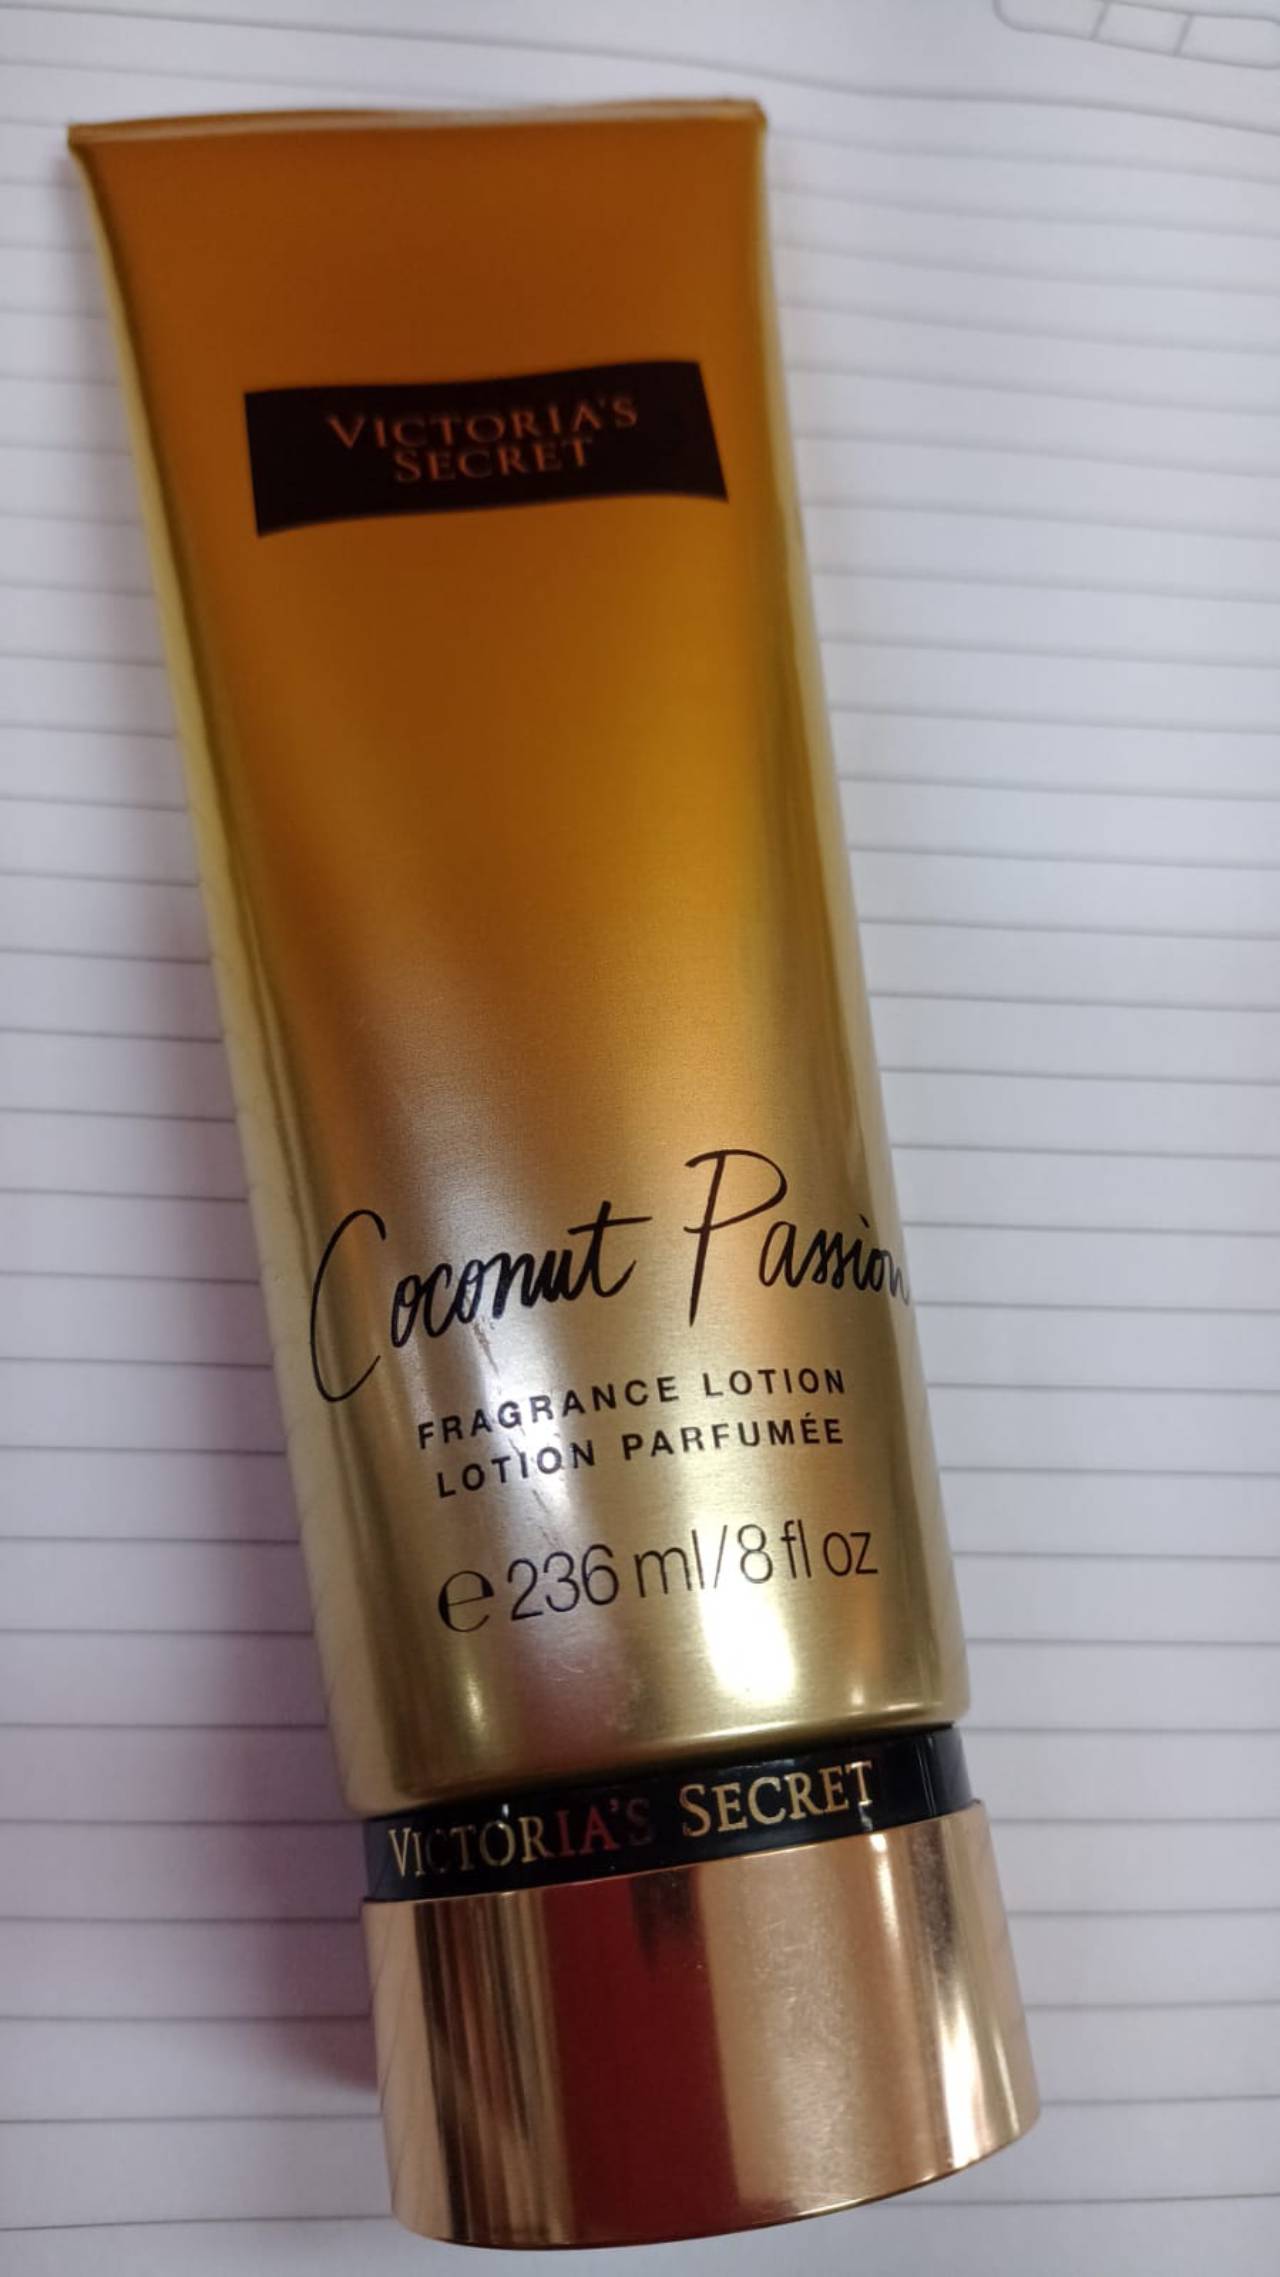 VICTORIA'S
SECRET
Coconut Passion
FRAGRANCE LOTION
LOTION PARFUMÉE
℮ 236 ml/8 fl oz
VICTORIA'S SECRET